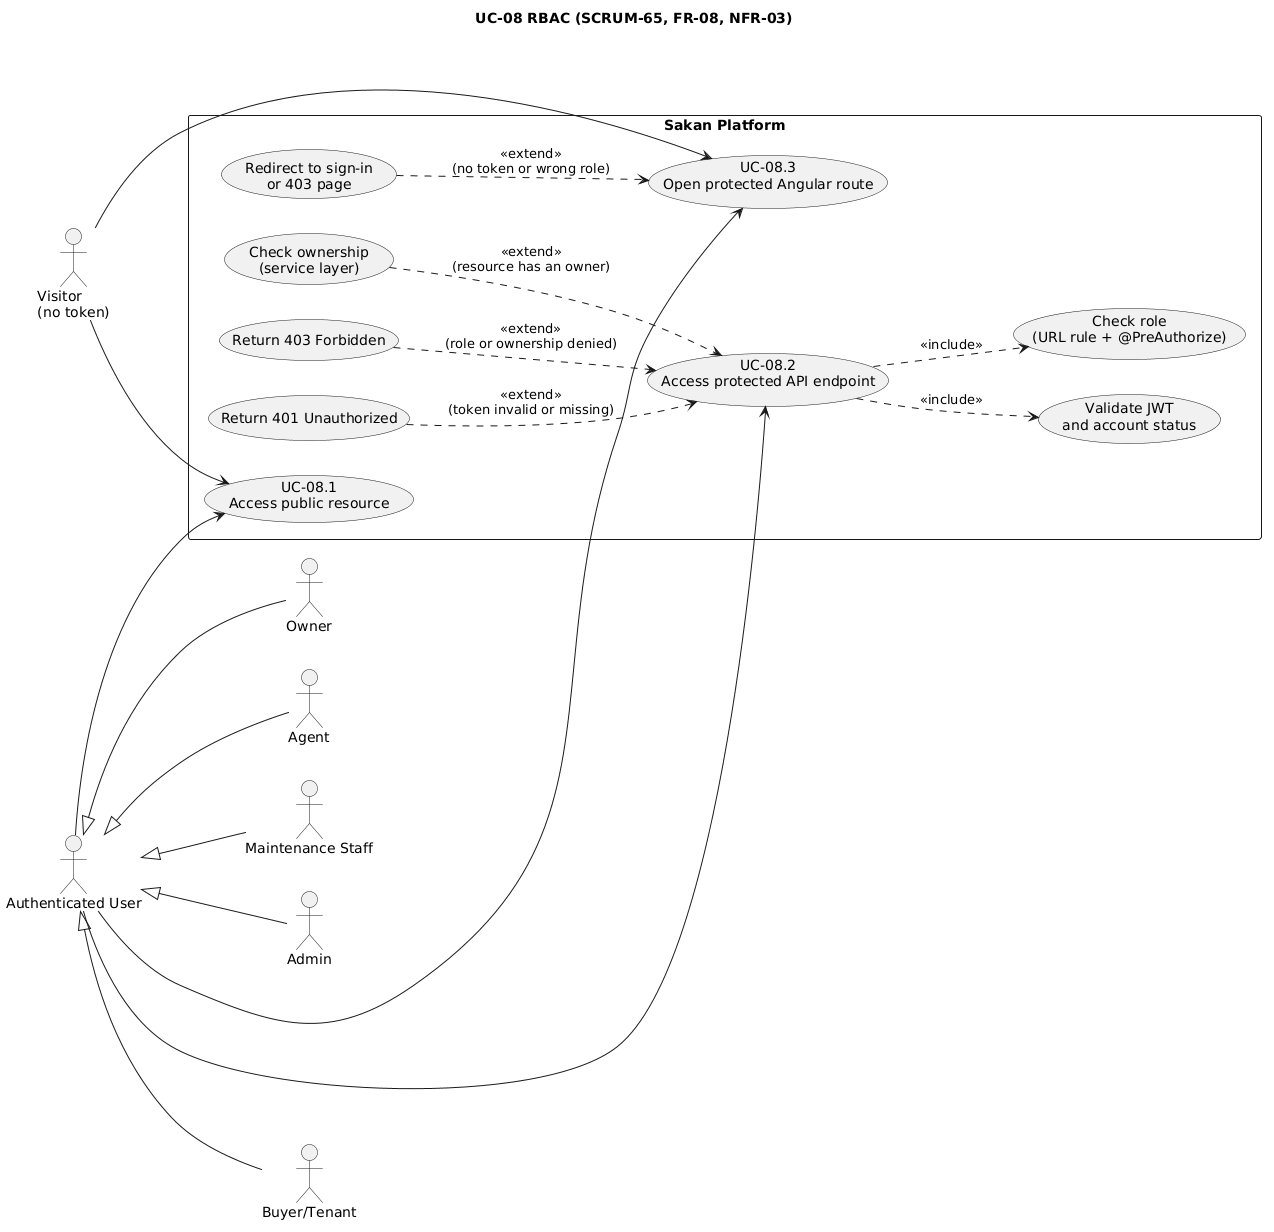 UC-08 RBAC (SCRUM-65, FR-08, NFR-03)
Sakan Platform
Redirect to sign-in
or 403 page
«extend»
(no token or wrong role)
UC-08.3
Open protected Angular route
Check ownership
(service layer)
«extend»
(resource has an owner)
Visitor
(no token)
Return 403 Forbidden
«extend»
(role or ownership denied)
UC-08.2
Access protected API endpoint
«include»
Check role
(URL rule + @PreAuthorize)
Return 401 Unauthorized
«extend»
(token invalid or missing)
«include»
Validate JWT
and account status
UC-08.1
Access public resource
Owner
Agent
Maintenance Staff
Authenticated User
Admin
Buyer/Tenant